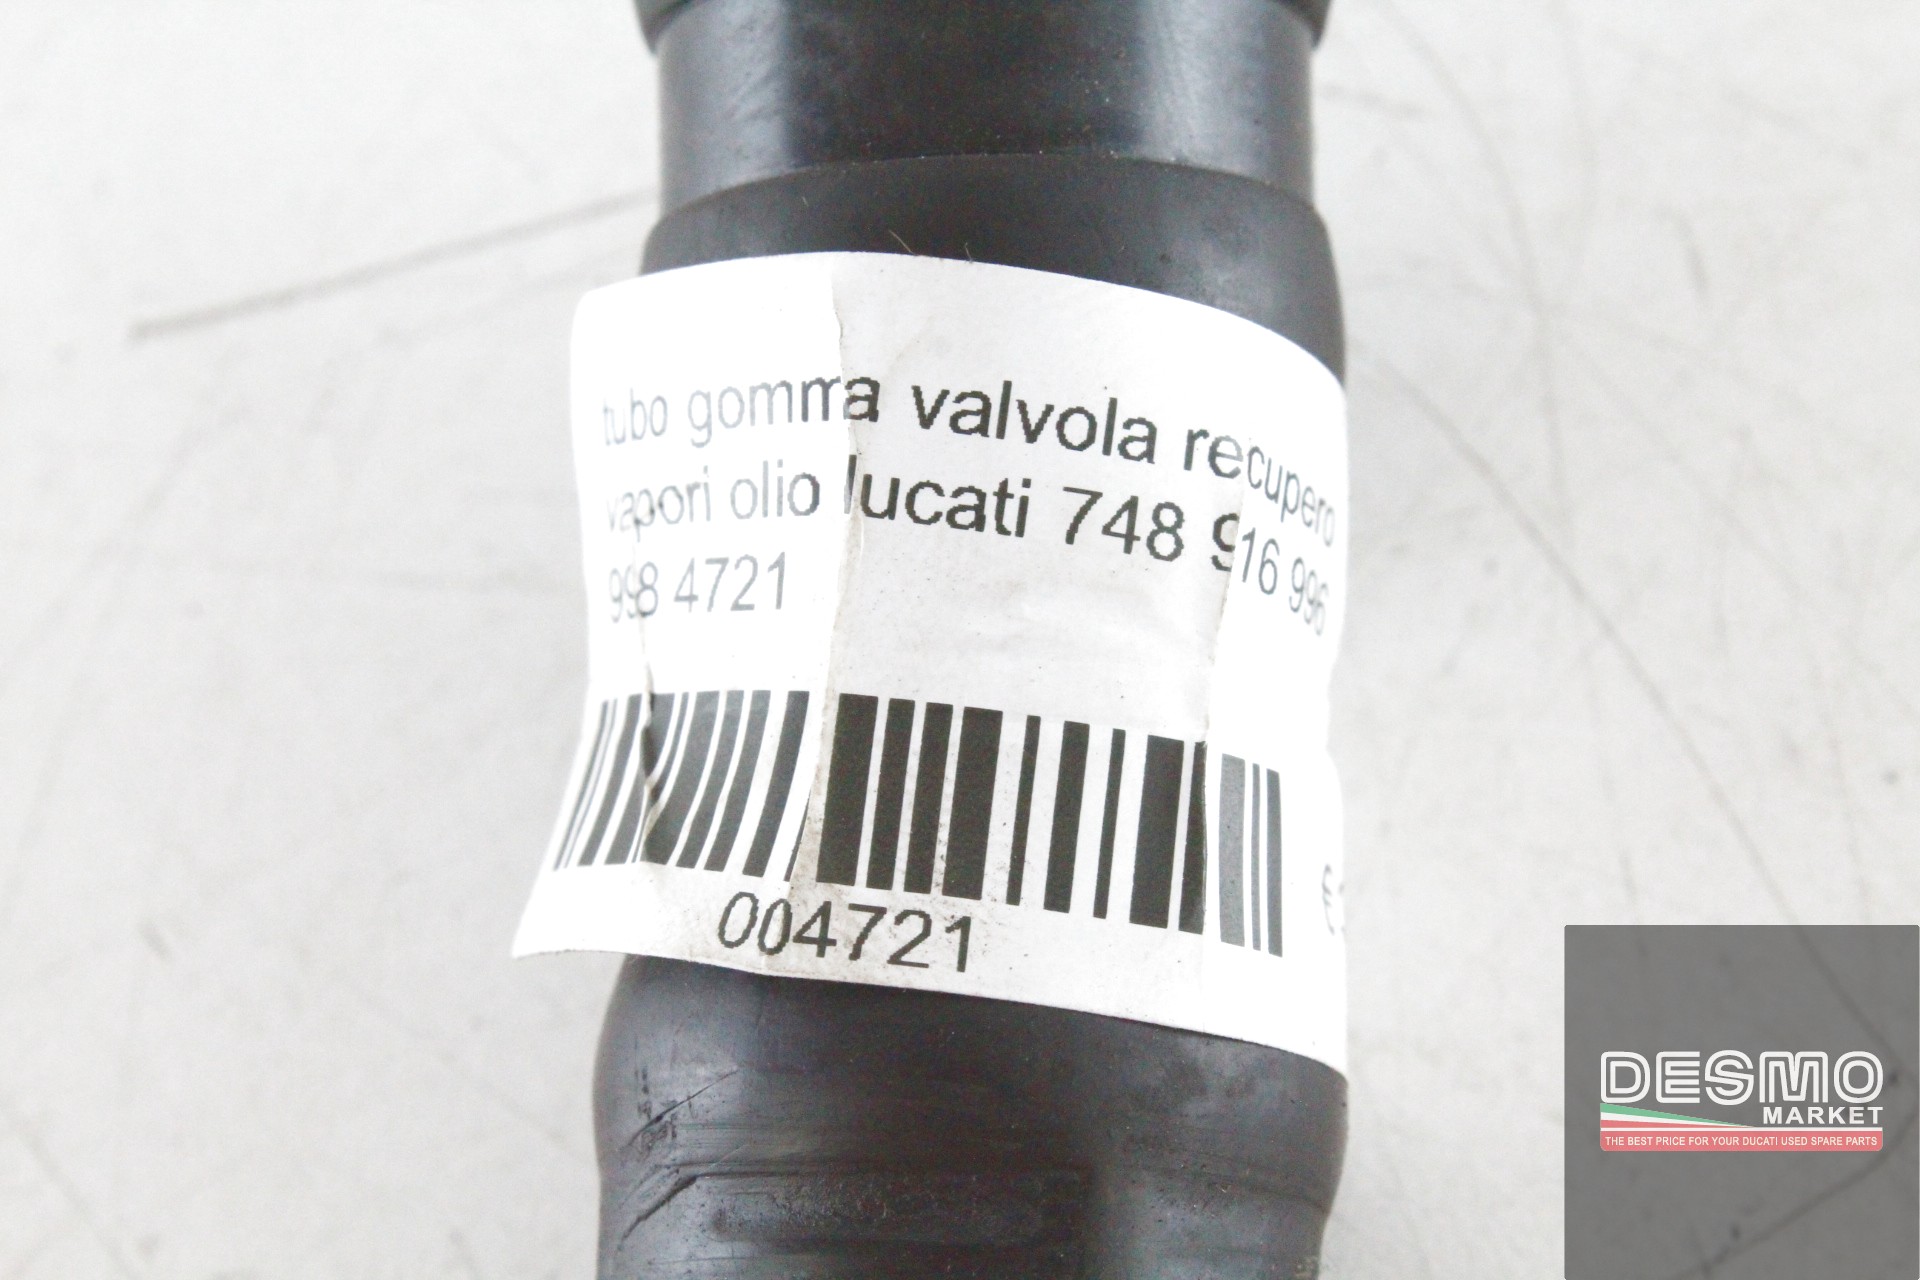 tubo gomma valvola recupero
vapori olio ducati 748 916 996
998 4721
004721
DESMO
MARKET
THE BEST PRICE FOR YOUR DUCATI USED SPARE PARTS